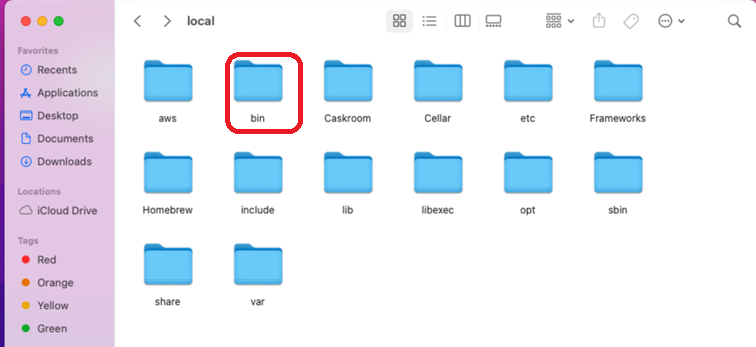 local
Favorites
Recents
Applications
Desktop
Documents
Downloads
Locations
iCloud Drive
Tags
Red
Orange
Yellow
Green
aws bin Caskroom Cellar etc Frameworks
Homebrew include lib libexec opt sbin
share var